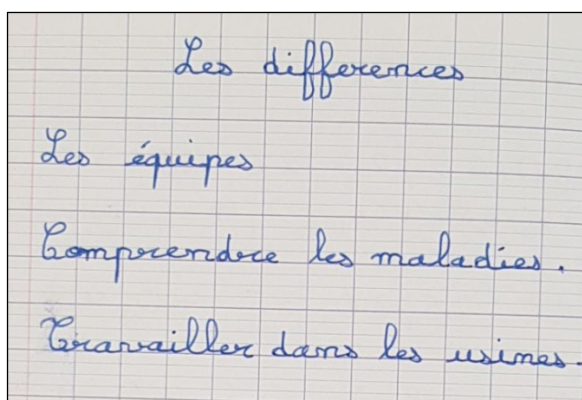 Les differences
Les équipes
Comprendre les maladies.
Travailler dans les usines.